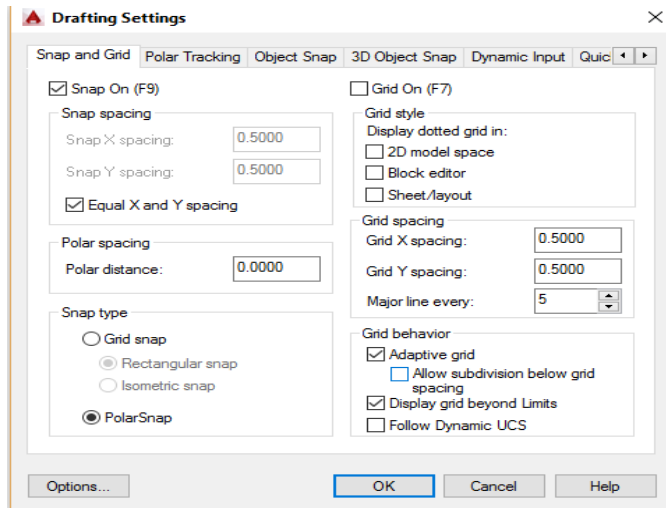 Drafting Settings
Snap and Grid Polar Tracking Object Snap 3D Object Snap Dynamic Input Quic
Snap On (F9)
Snap spacing
Snap X spacing: 0.5000
Snap Y spacing: 0.5000
Equal X and Y spacing
Polar spacing
Polar distance: 0.0000
Snap type
Grid snap
Rectangular snap
Isometric snap
PolarSnap
Grid On (F7)
Grid style
Display dotted grid in:
2D model space
Block editor
Sheet/layout
Grid spacing
Grid X spacing: 0.5000
Grid Y spacing: 0.5000
Major line every: 5
Grid behavior
Adaptive grid
Allow subdivision below grid
spacing
Display grid beyond Limits
Follow Dynamic UCS
Options... OK Cancel Help